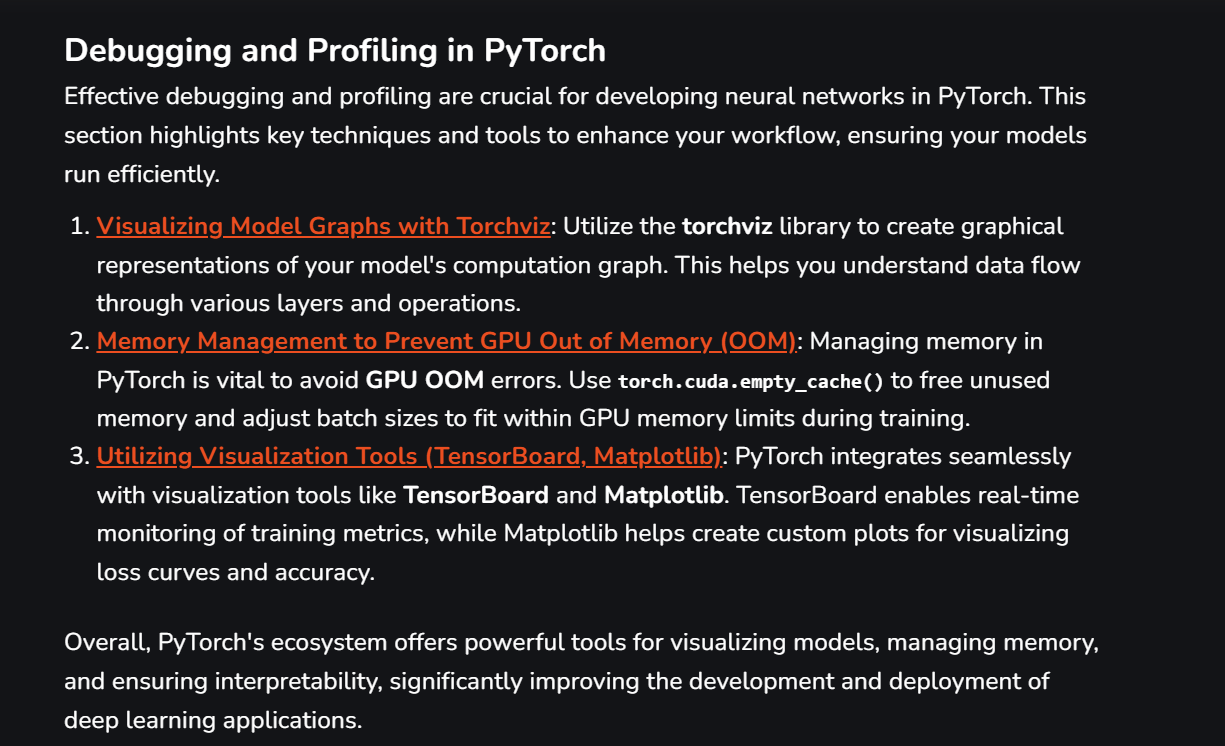 Debugging and Profiling in PyTorch
Effective debugging and profiling are crucial for developing neural networks in PyTorch. This
section highlights key techniques and tools to enhance your workflow, ensuring your models
run efficiently.
1. Visualizing Model Graphs with Torchviz: Utilize the torchviz library to create graphical
representations of your model's computation graph. This helps you understand data flow
through various layers and operations.
2. Memory Management to Prevent GPU Out of Memory (OOM): Managing memory in
PyTorch is vital to avoid GPU OOM errors. Use torch.cuda.empty_cache() to free unused
memory and adjust batch sizes to fit within GPU memory limits during training.
3. Utilizing Visualization Tools (TensorBoard, Matplotlib): PyTorch integrates seamlessly
with visualization tools like TensorBoard and Matplotlib. TensorBoard enables real-time
monitoring of training metrics, while Matplotlib helps create custom plots for visualizing
loss curves and accuracy.
Overall, PyTorch's ecosystem offers powerful tools for visualizing models, managing memory,
and ensuring interpretability, significantly improving the development and deployment of
deep learning applications.